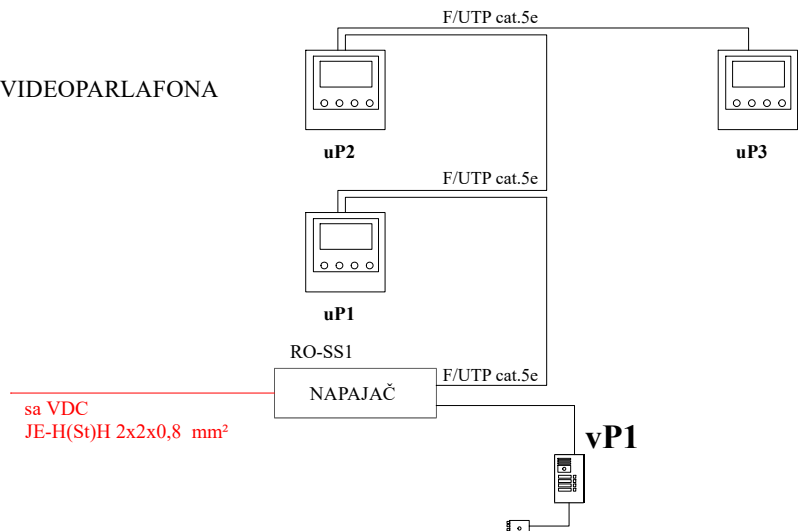 F/UTP cat.5e
VIDEOPARLAFONA
uP2
uP3
F/UTP cat.5e
uP1
RO-SS1
F/UTP cat.5e
NAPAJAČ
sa VDC
JE-H(St)H 2x2x0,8 mm²
vP1